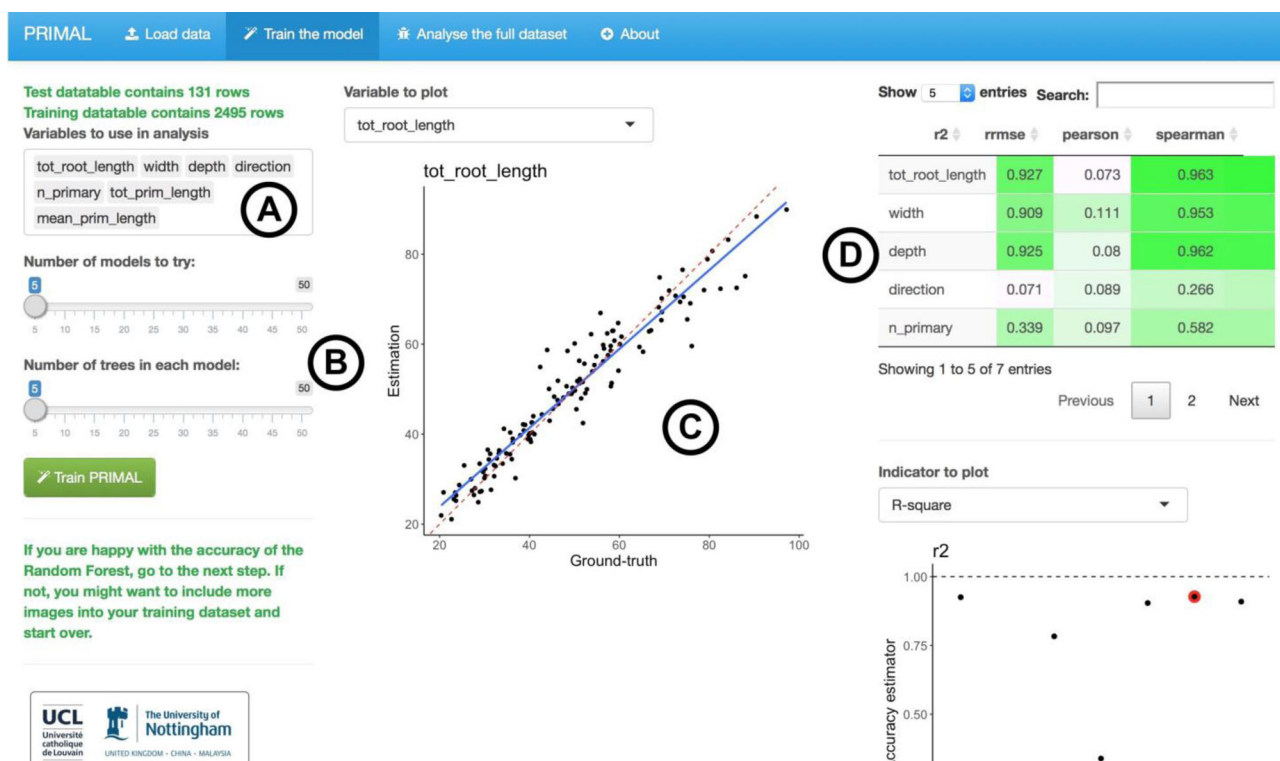 PRIMAL Load data Train the model Analyse the full dataset About
Test datatable contains 131 rows
Training datatable contains 2495 rows
Variables to use in analysis
tot_root_length width depth direction
n_primary tot_prim_length
mean_prim_length
A
Number of models to try:
5 50
5 10 15 20 25 30 35 40 45 50
Number of trees in each model:
5 50
5 10 15 20 25 30 35 40 45 50
B
Train PRIMAL
If you are happy with the accuracy of the
Random Forest, go to the next step. If
not, you might want to include more
images into your training dataset and
start over.
UCL
Université
catholique
de Louvain
The University of
Nottingham
UNITED KINGDOM · CHINA · MALAYSIA
Variable to plot
tot_root_length
tot_root_length
Estimation
80
60
40
20
20 40 60 80 100
Ground-truth
C
Show 5 entries Search:
r2 rrmse pearson spearman
tot_root_length 0.927 0.073 0.963
width 0.909 0.111 0.953
depth 0.925 0.08 0.962
direction 0.071 0.089 0.266
n_primary 0.339 0.097 0.582
D
Showing 1 to 5 of 7 entries
Previous 1 2 Next
Indicator to plot
R-square
r2
1.00
0.75
0.50
accuracy estimator